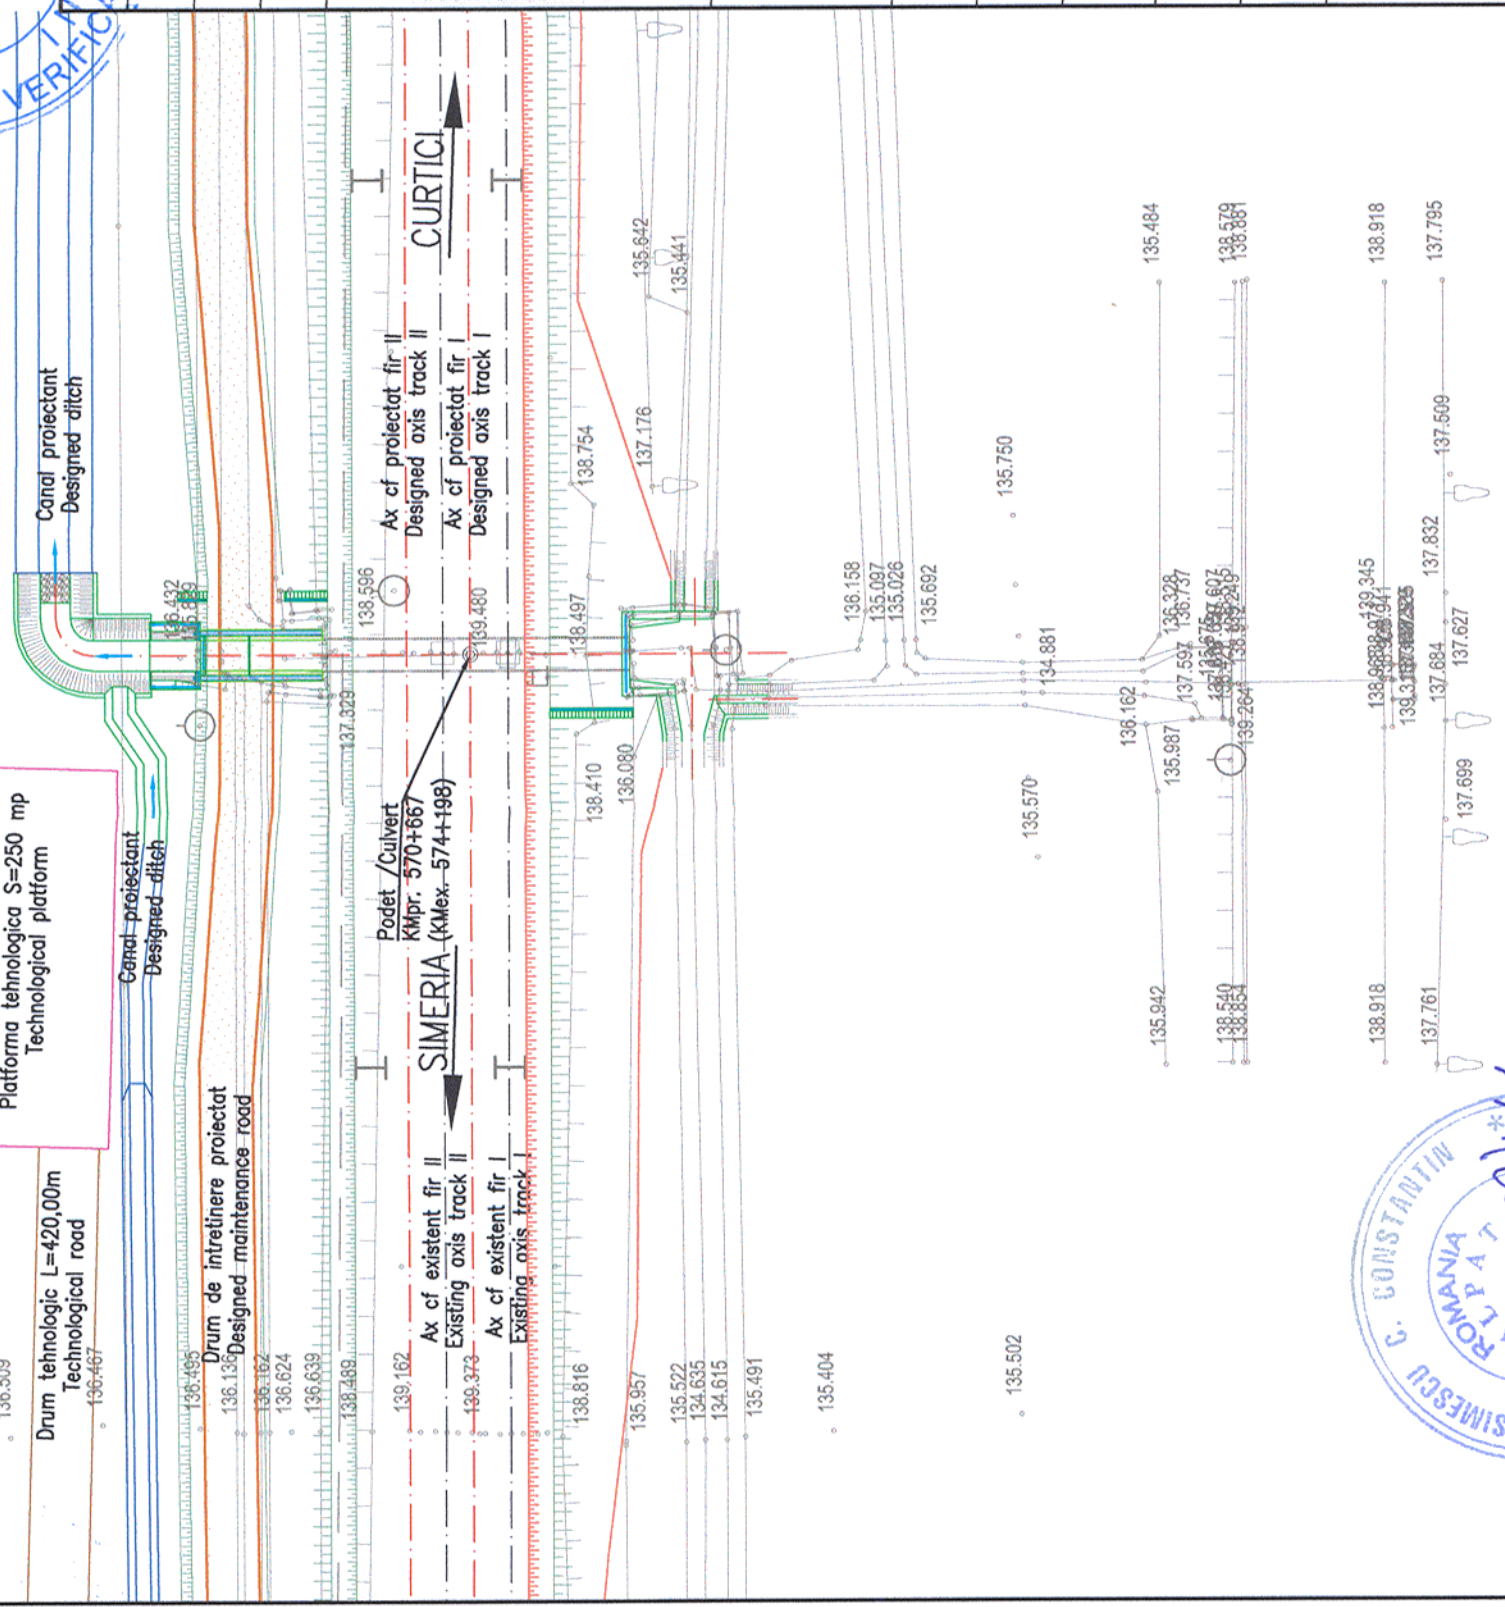 VERIFIC
Canal proiectant
Designed ditch
Platforma tehnologica S=250 mp
Technological platform
Canal proiectant
Designed ditch
Drum tehnologic L=420,00m
Technological road
136.467
Drum de intretinere proiectat
Designed maintenance road
CURTICI
Ax cf proiectat fir II
Designed axis track II
Ax cf proiectat fir I
Designed axis track I
Podet /Culvert
KMpr. 570+667
(KMex. 574+198)
SIMERIA
Ax cf existent fir II
Existing axis track II
Ax cf existent fir I
Existing axis track I
136.432
138.596
139.480
137.329
138.497
138.754
137.176
135.642
135.441
138.410
136.080
136.495
136.136
136.162
136.624
136.639
138.489
139.162
139.373
138.816
135.957
135.522
134.635
134.615
135.491
135.404
135.502
136.158
135.097
135.026
135.692
135.750
134.881
135.570
135.484
138.579
138.881
138.918
137.795
136.328
136.737
137.597
136.162
135.987
139.264
139.345
137.509
137.832
137.627
137.684
137.699
135.942
138.540
138.854
138.918
137.761
SIMESCU C. CONSTANTIN *
ROMANIA